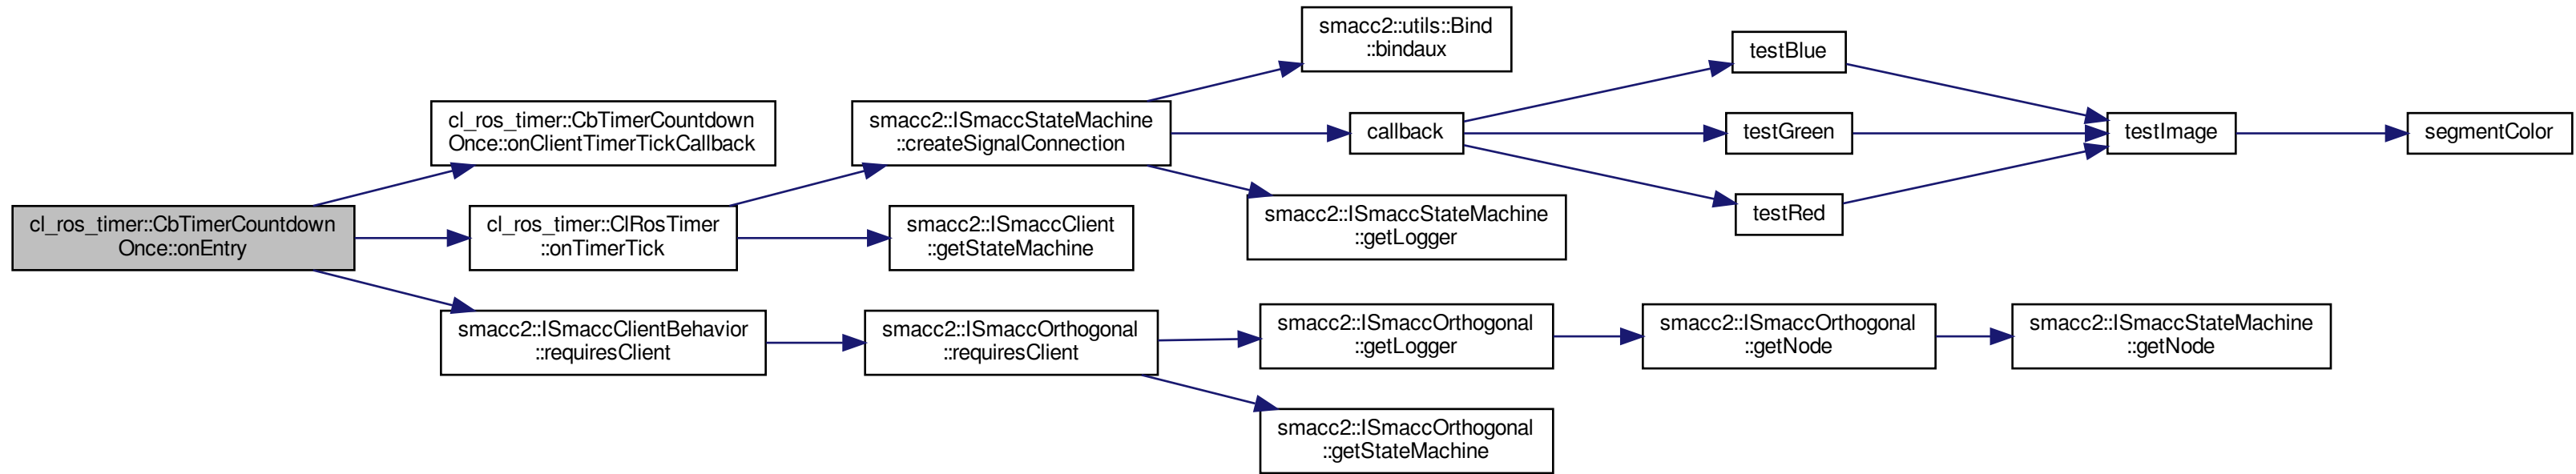 cl_ros_timer::CbTimerCountdown
Once::onEntry
cl_ros_timer::CbTimerCountdown
Once::onClientTimerTickCallback
cl_ros_timer::ClRosTimer
::onTimerTick
smacc2::ISmaccClientBehavior
::requiresClient
smacc2::ISmaccStateMachine
::createSignalConnection
smacc2::ISmaccClient
::getStateMachine
smacc2::ISmaccOrthogonal
::requiresClient
smacc2::utils::Bind
::bindaux
callback
smacc2::ISmaccStateMachine
::getLogger
smacc2::ISmaccOrthogonal
::getLogger
smacc2::ISmaccOrthogonal
::getStateMachine
testBlue
testGreen
testRed
smacc2::ISmaccOrthogonal
::getNode
testImage
smacc2::ISmaccStateMachine
::getNode
segmentColor